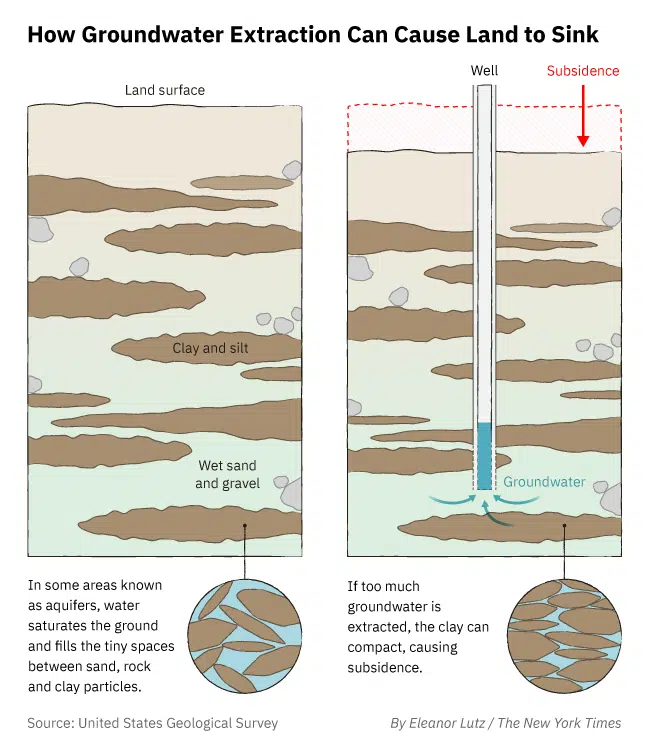 How Groundwater Extraction Can Cause Land to Sink
Land surface
Clay and silt
Wet sand
and gravel
In some areas known
as aquifers, water
saturates the ground
and fills the tiny spaces
between sand, rock
and clay particles.
Well
Subsidence
Groundwater
If too much
groundwater is
extracted, the clay can
compact, causing
subsidence.
Source: United States Geological Survey
By Eleanor Lutz / The New York Times